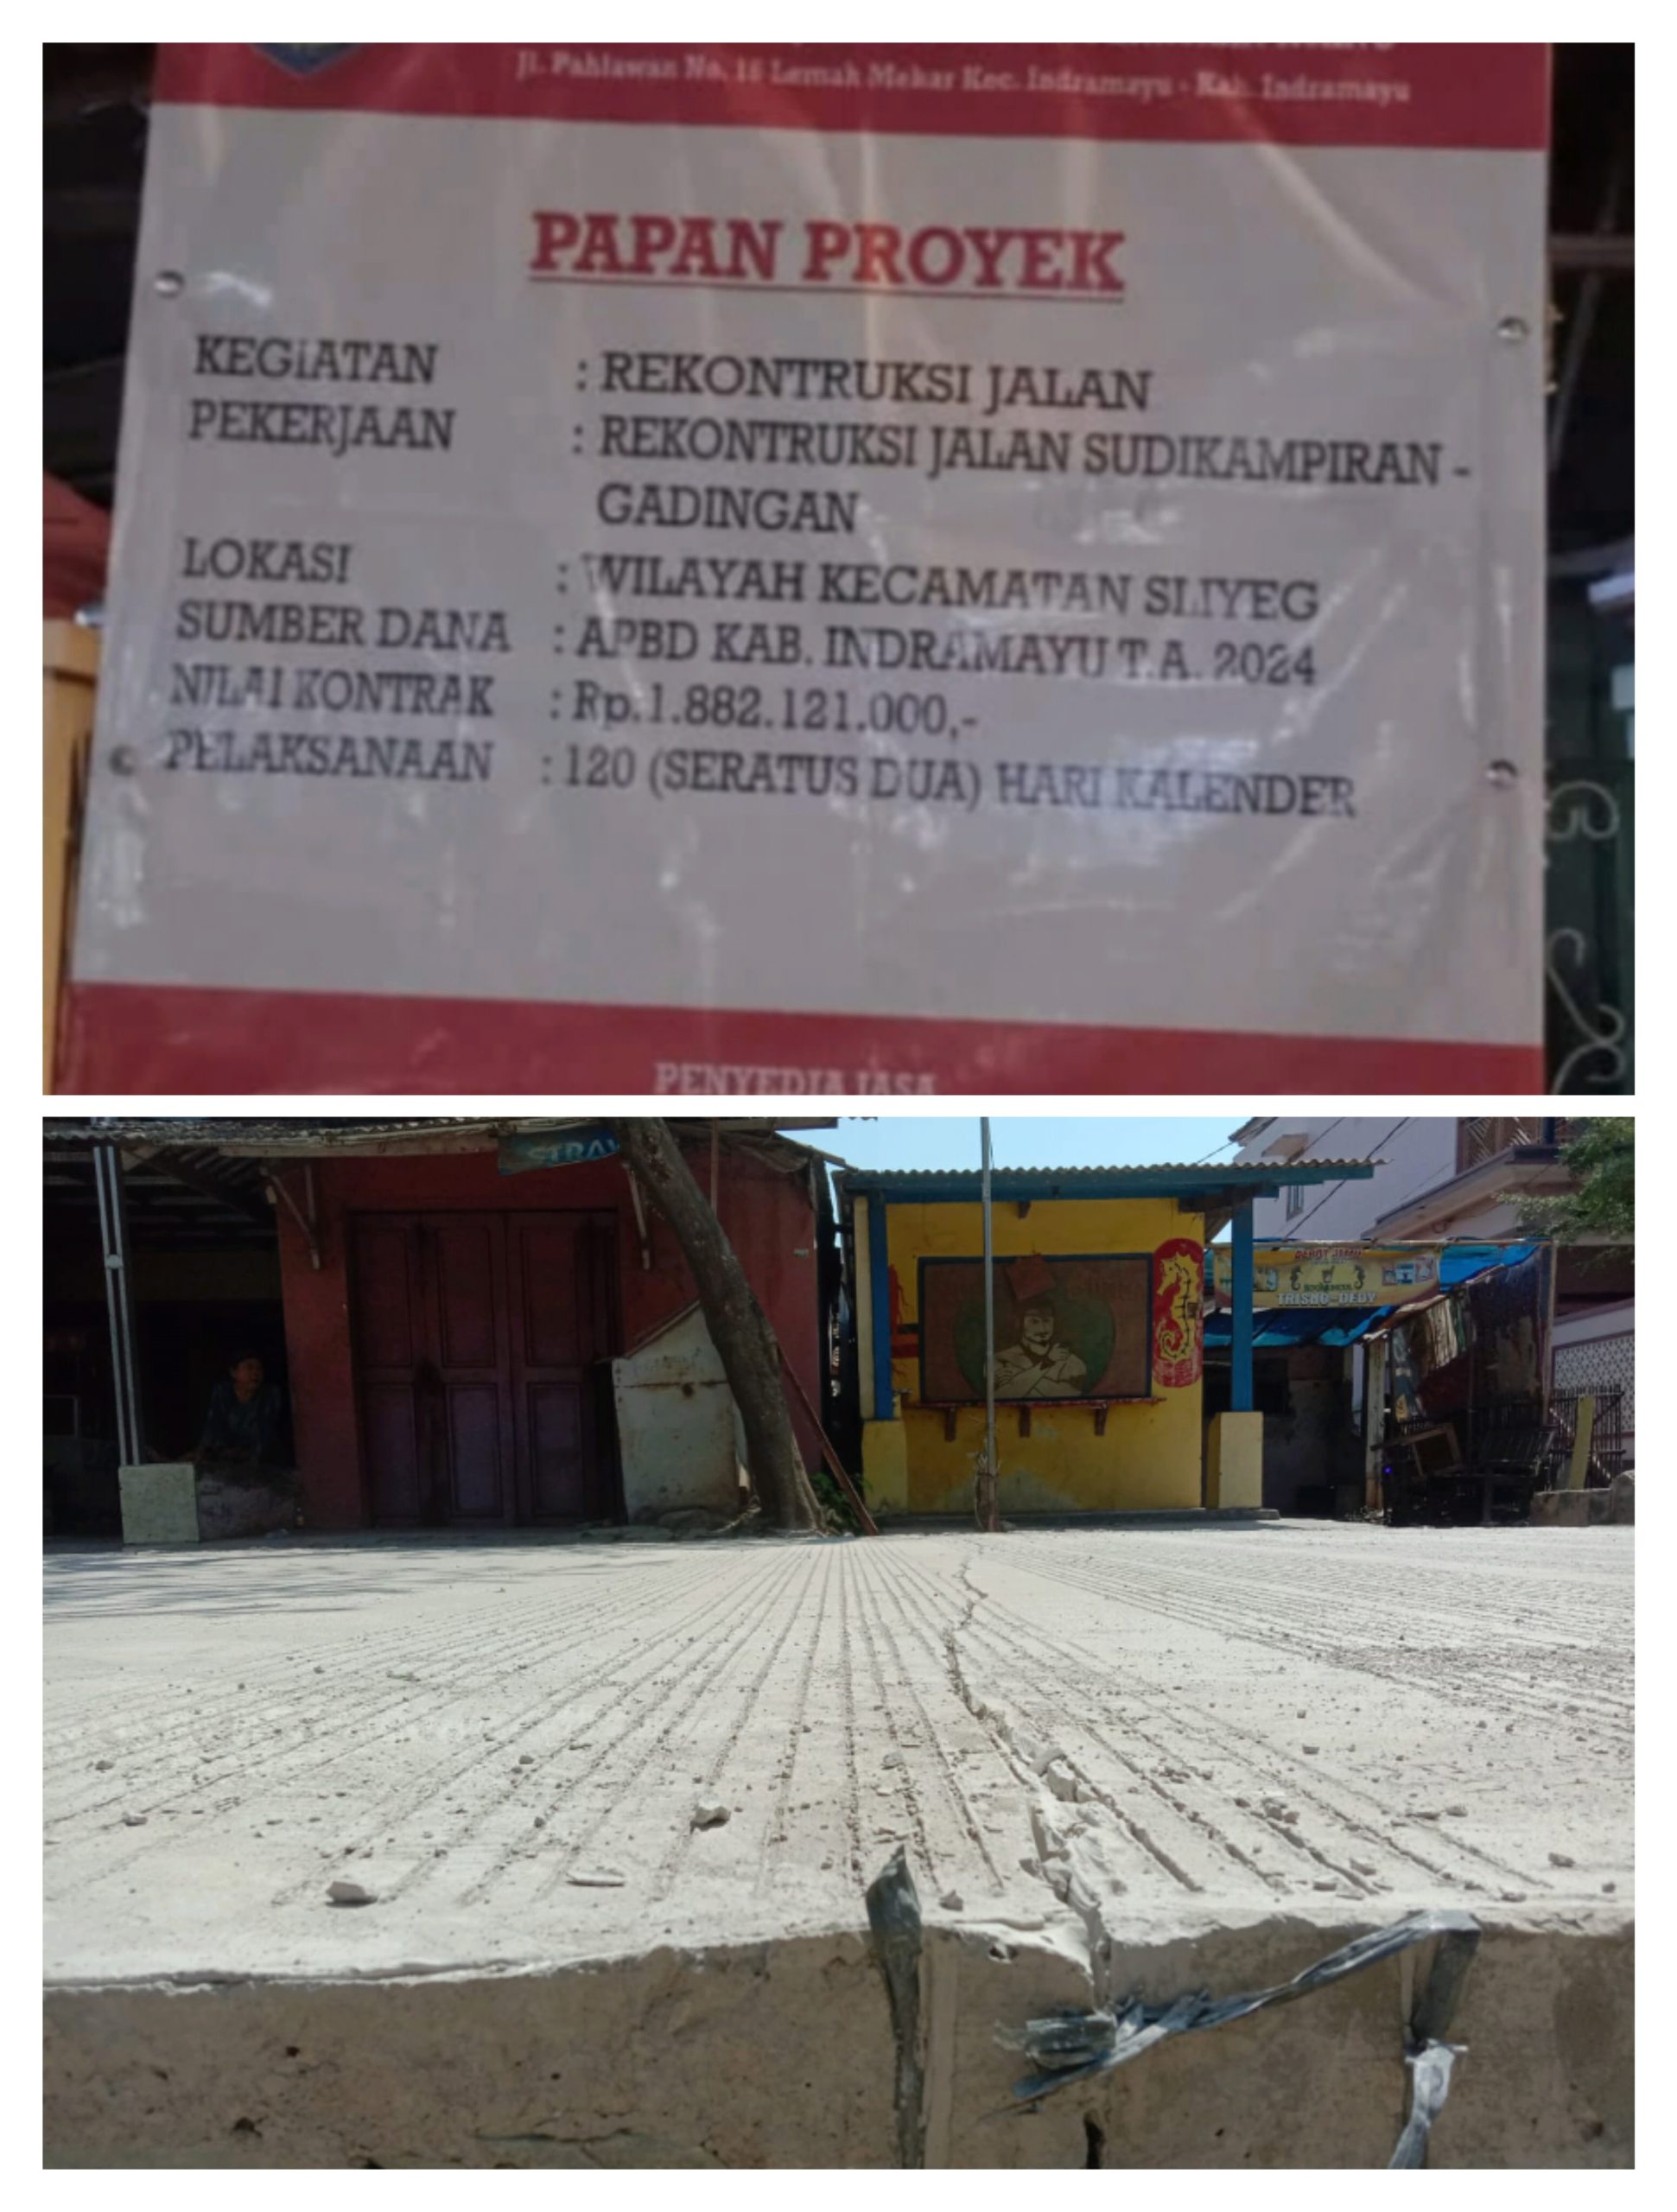 Jl. Pahlawan No. 16 Lemah Mekar Kec. Indramayu - Kab. Indramayu
PAPAN PROYEK
KEGIATAN : REKONTRUKSI JALAN
PEKERJAAN : REKONTRUKSI JALAN SUDIKAMPIRAN -
GADINGAN
LOKASI : WILAYAH KECAMATAN SLIYEG
SUMBER DANA : APBD KAB. INDRAMAYU T.A. 2024
NILAI KONTRAK : Rp.1.882.121.000,-
PELAKSANAAN : 120 (SERATUS DUA) HARI KALENDER
PENYEDIA JASA
TRISNO-DEDY